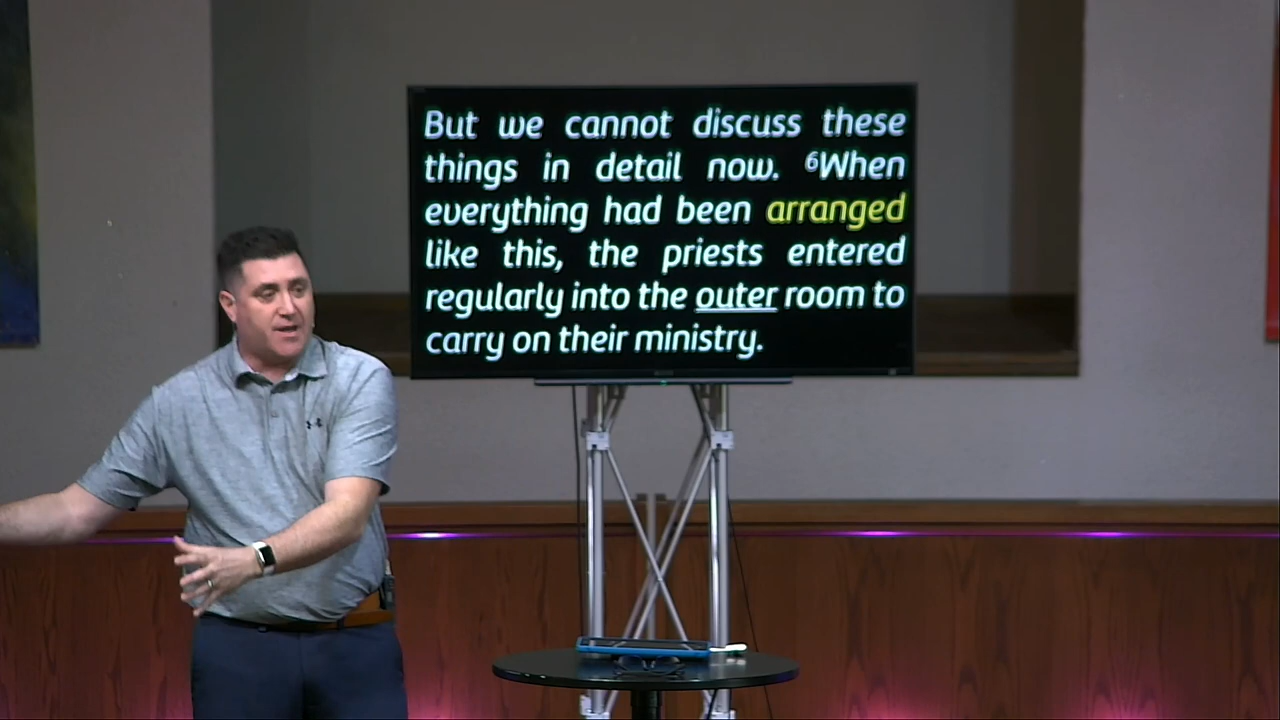 But we cannot discuss these
things in detail now. ⁶When
everything had been arranged
like this, the priests entered
regularly into the outer room to
carry on their ministry.